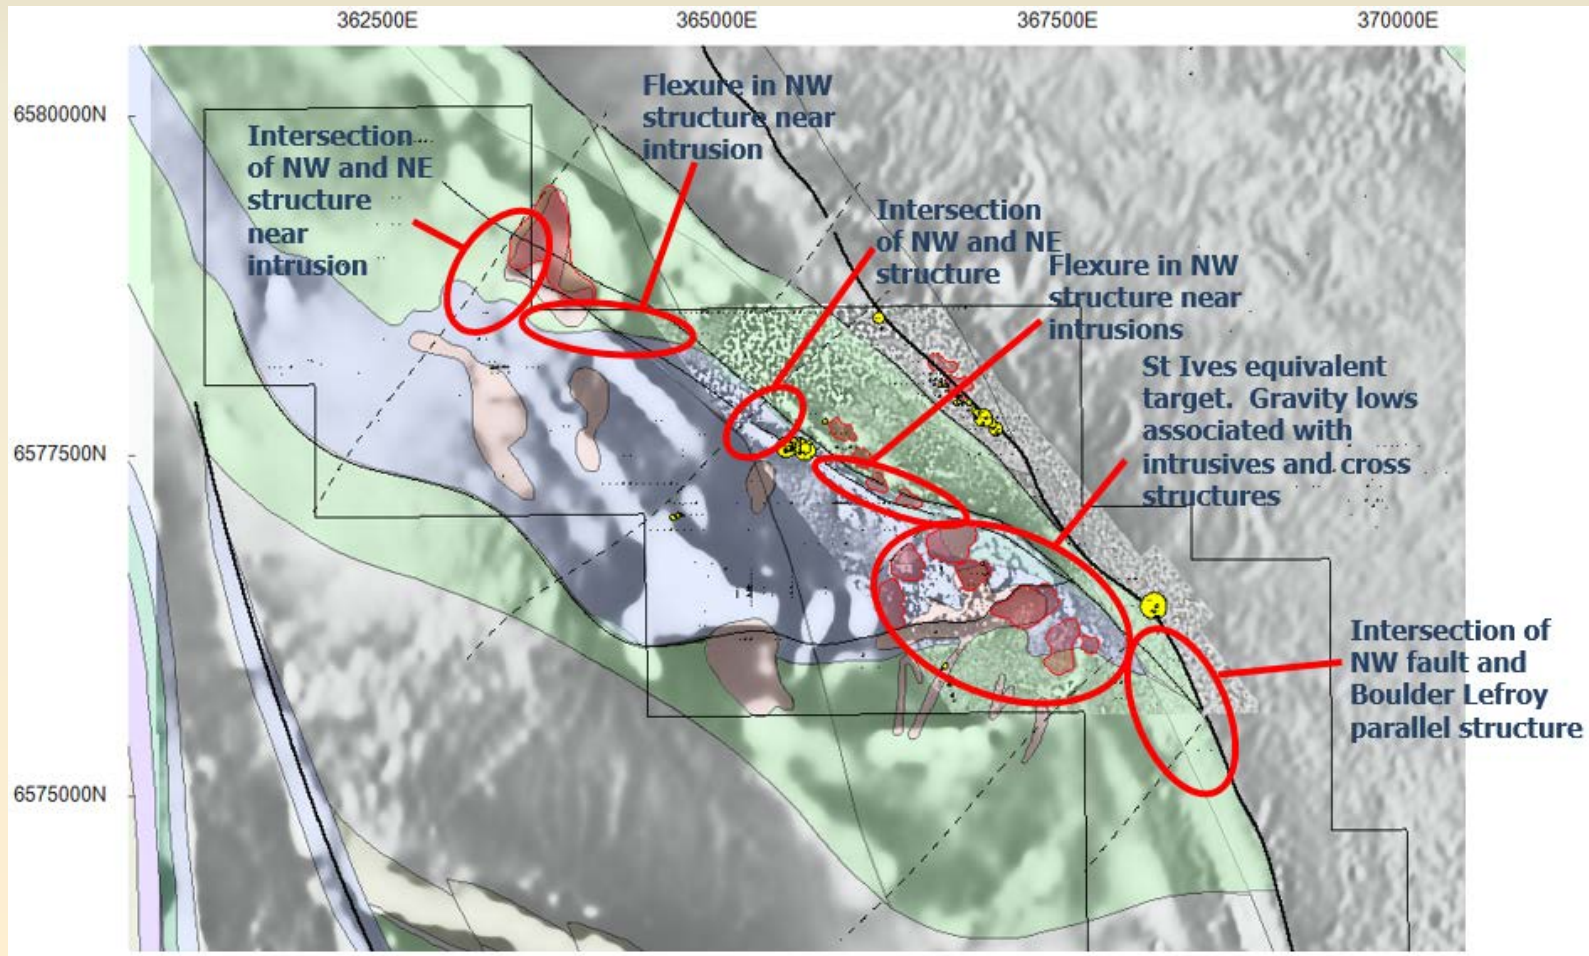 362500E
365000E
367500E
370000E
6580000N
6577500N
6575000N
Intersection
of NW and NE
structure
near
intrusion
Flexure in NW
structure near
intrusion
Intersection
of NW and NE
structure
Flexure in NW
structure near
intrusions
St Ives equivalent
target. Gravity lows
associated with
intrusives and cross
structures
Intersection of
NW fault and
Boulder Lefroy
parallel structure